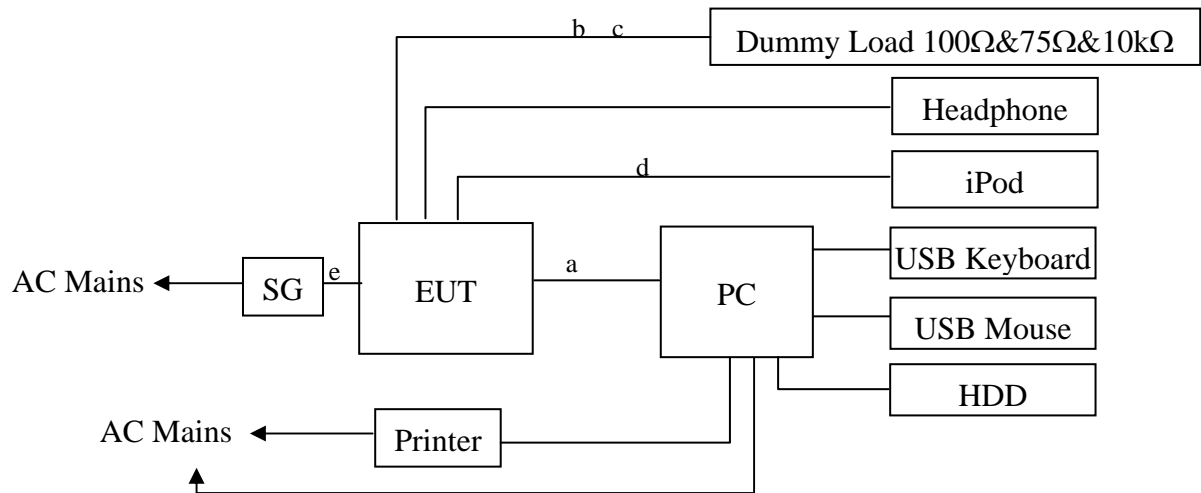 b c
Dummy Load 100Ω&75Ω&10kΩ
Headphone
d
iPod
AC Mains
SG
e
EUT
a
PC
USB Keyboard
USB Mouse
HDD
AC Mains
Printer